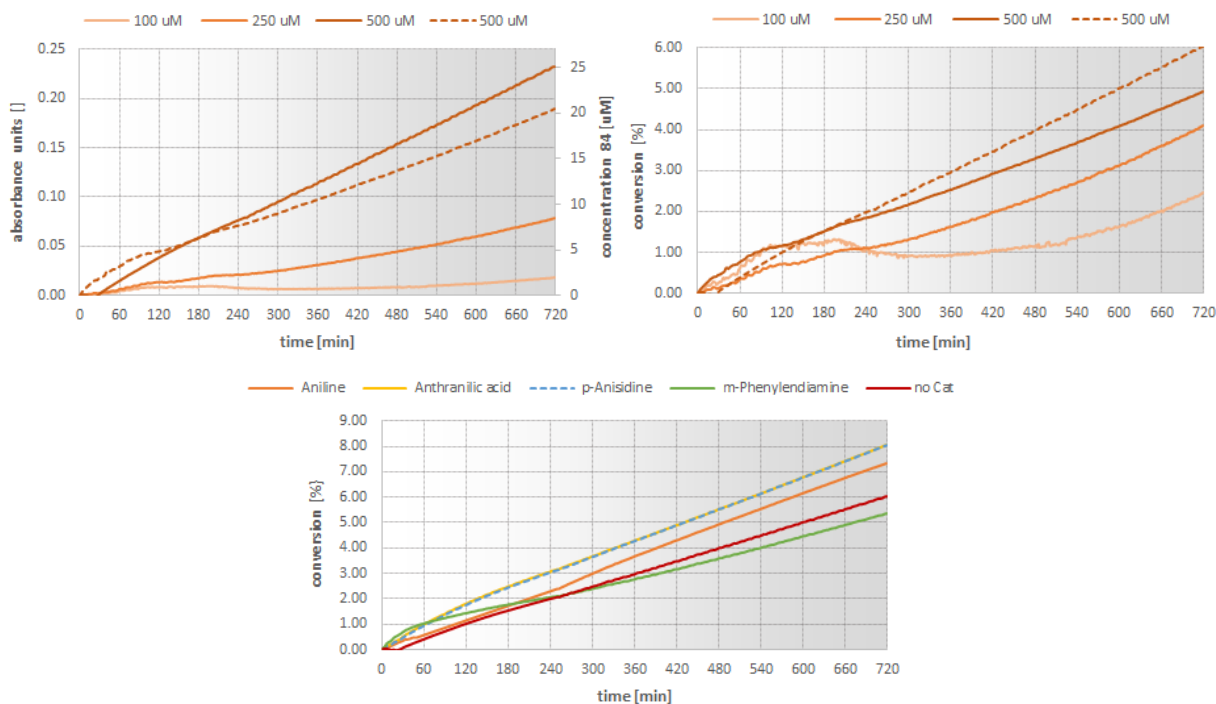 100 uM 250 uM 500 uM 500 uM
0.25
0.20
0.15
0.10
0.05
0.00
absorbance units []
25
20
15
10
5
0
concentration 84 [uM]
0 60 120 180 240 300 360 420 480 540 600 660 720
time [min]
100 uM 250 uM 500 uM 500 uM
6.00
5.00
4.00
3.00
2.00
1.00
0.00
conversion [%]
0 60 120 180 240 300 360 420 480 540 600 660 720
time [min]
Aniline Anthranilic acid p-Anisidine m-Phenylendiamine no Cat
9.00
8.00
7.00
6.00
5.00
4.00
3.00
2.00
1.00
0.00
conversion [%]
0 60 120 180 240 300 360 420 480 540 600 660 720
time [min]